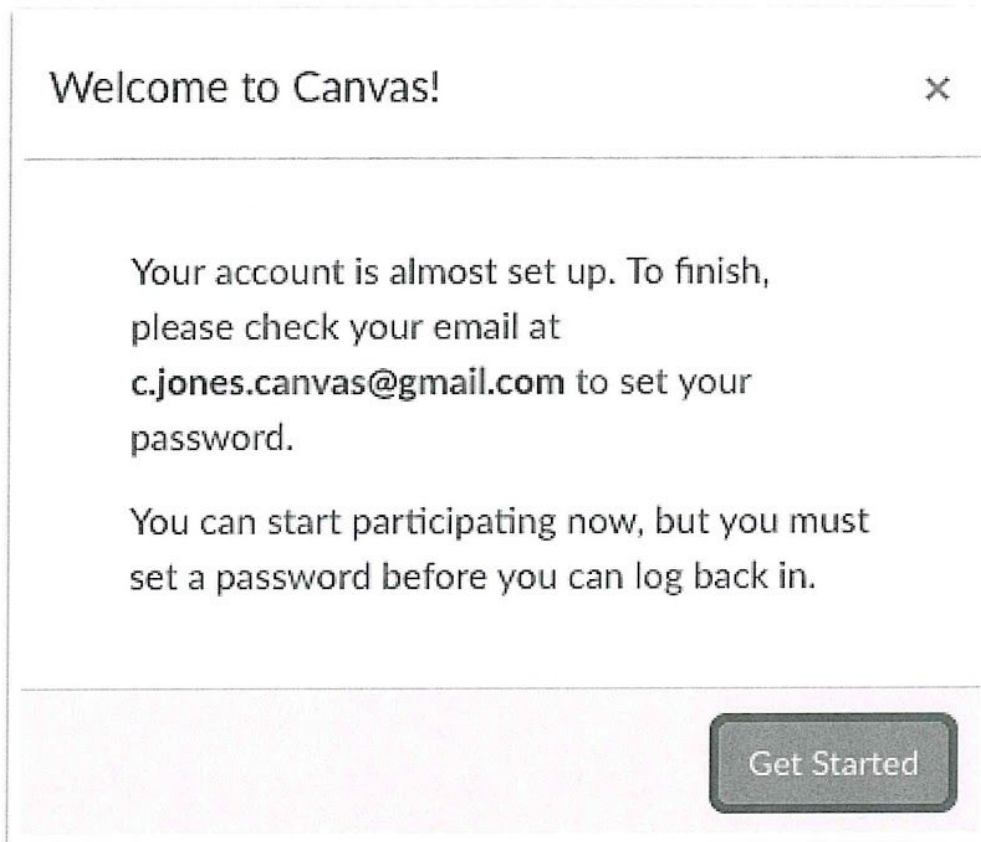 Welcome to Canvas!
×
Your account is almost set up. To finish,
please check your email at
c.jones.canvas@gmail.com to set your
password.
You can start participating now, but you must
set a password before you can log back in.
Get Started